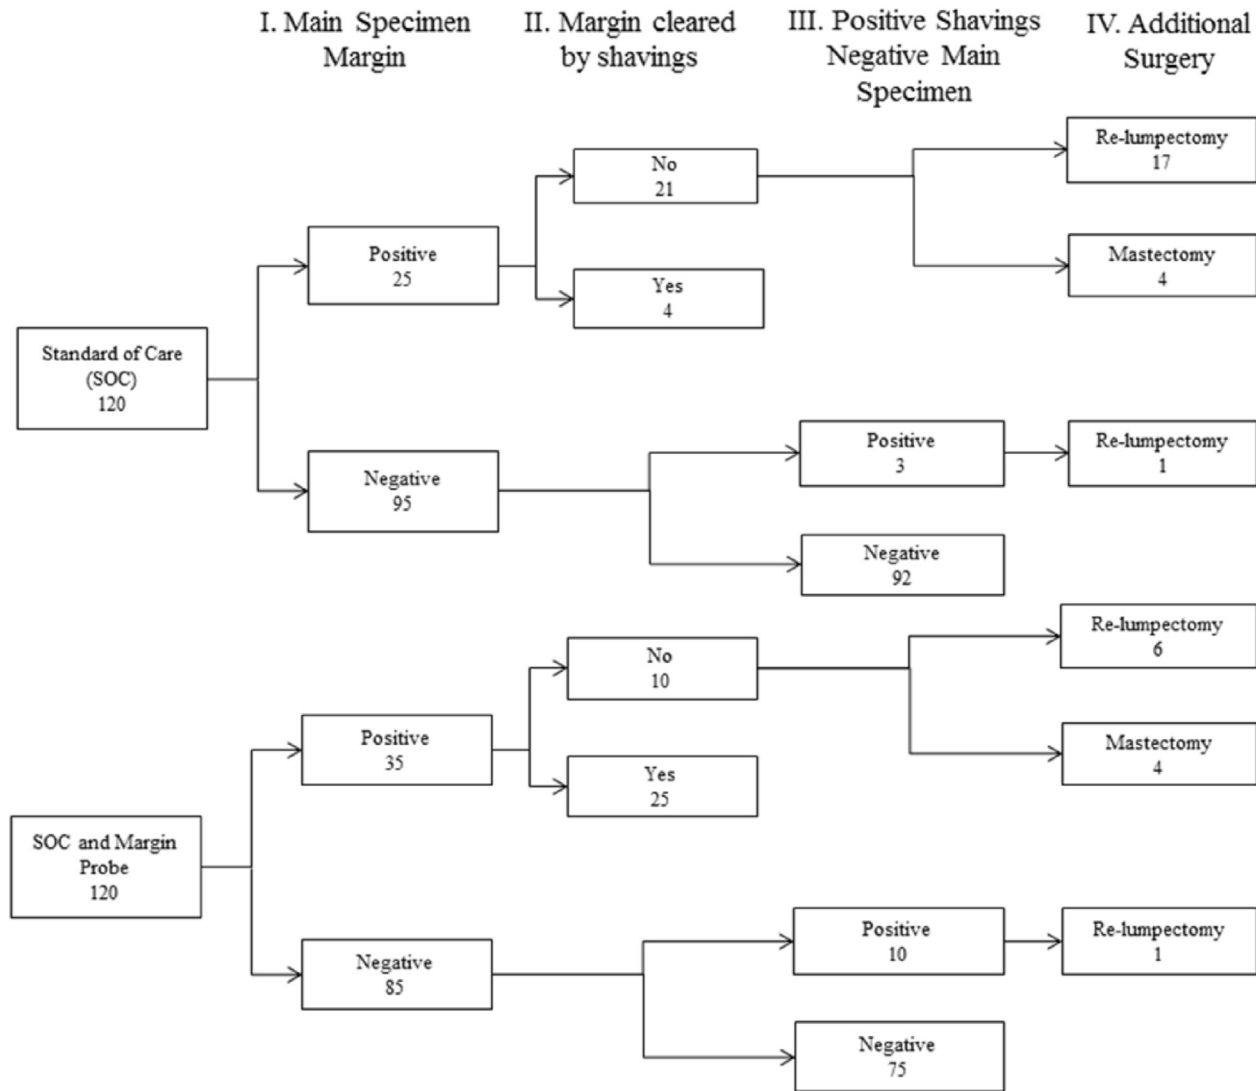 I. Main Specimen
Margin
II. Margin cleared
by shavings
III. Positive Shavings
Negative Main
Specimen
IV. Additional
Surgery
Standard of Care
(SOC)
120
Positive
25
No
21
Re-lumpectomy
17
Mastectomy
4
Yes
4
Negative
95
Positive
3
Re-lumpectomy
1
Negative
92
SOC and Margin
Probe
120
Positive
35
No
10
Re-lumpectomy
6
Mastectomy
4
Yes
25
Negative
85
Positive
10
Re-lumpectomy
1
Negative
75